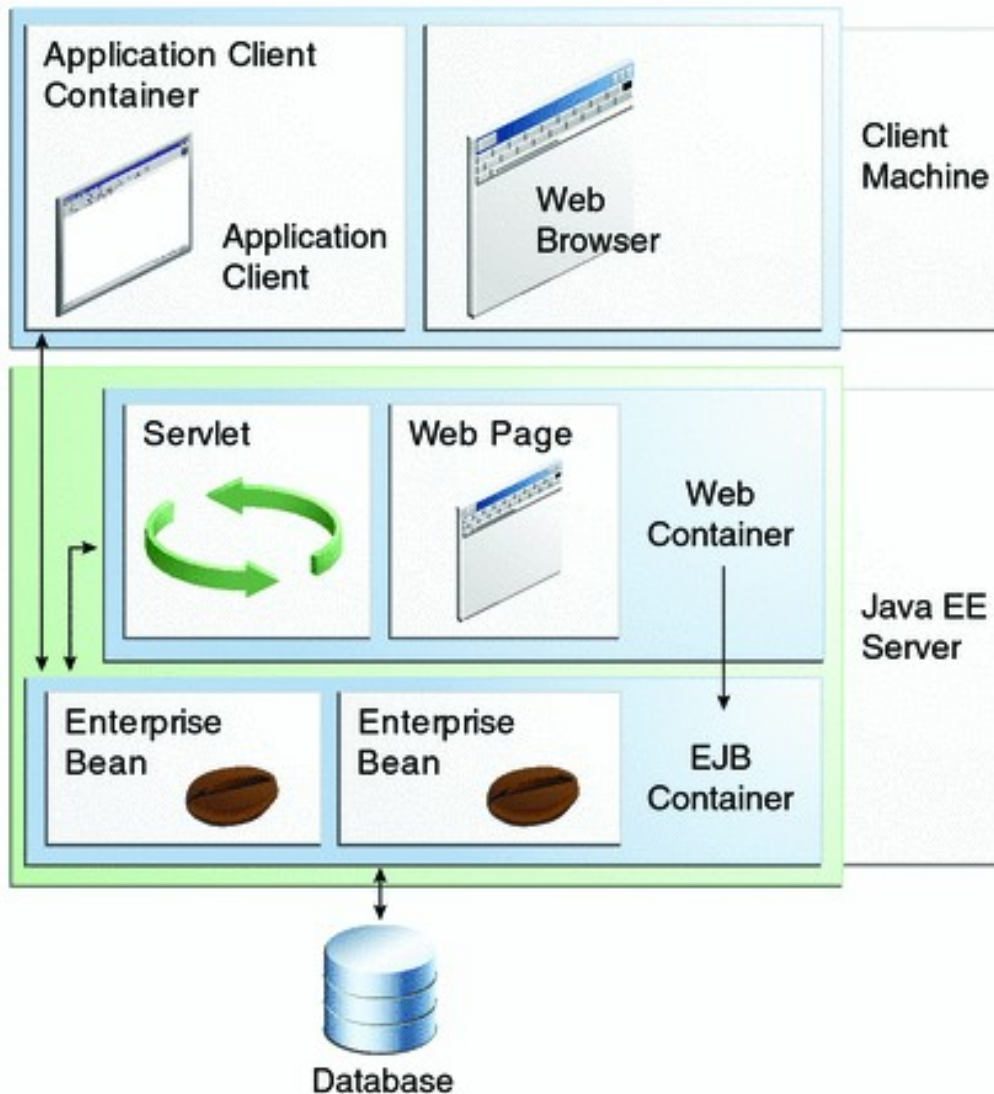 Application Client
Container
Application
Client
Web
Browser
Client
Machine
Servlet
Web Page
Web
Container
Java EE
Server
Enterprise
Bean
Enterprise
Bean
EJB
Container
Database